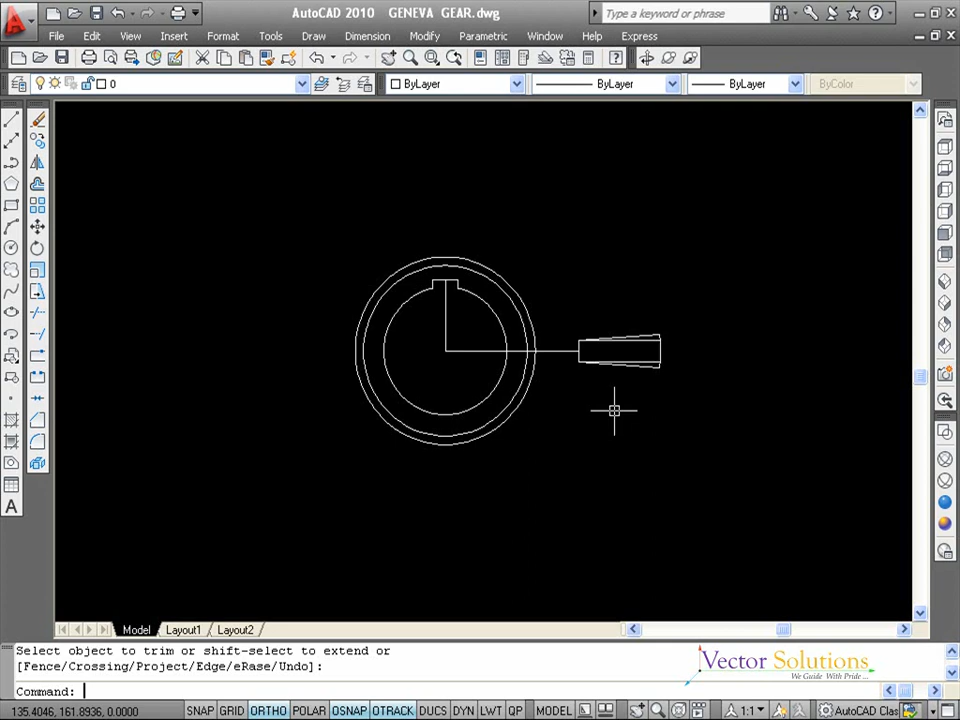 AutoCAD 2010 GENEVA GEAR.dwg
Type a keyword or phrase
File Edit View Insert Format Tools Draw Dimension Modify Parametric Window Help Express
0 ByLayer ByLayer ByLayer ByColor
A
Model Layout1 Layout2
Select object to trim or shift-select to extend or
[Fence/Crossing/Project/Edge/eRase/Undo]:
Command:
Vector Solutions
We Guide With Pride ...
135.4046, 161.8936, 0.0000 SNAP GRID ORTHO POLAR OSNAP OTRACK DUCS DYN LWT QP MODEL 1:1 AutoCAD Clas